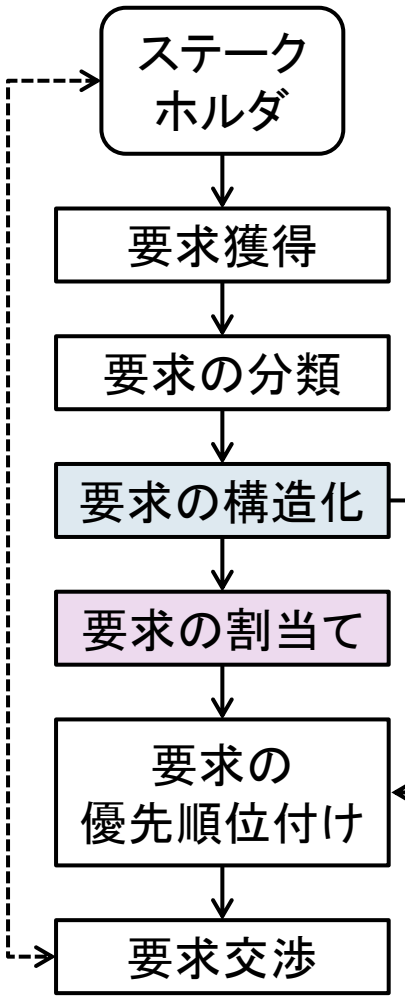 ステーク
ホルダ
要求獲得
要求の分類
要求の構造化
要求の割当て
要求の
優先順位付け
要求交渉